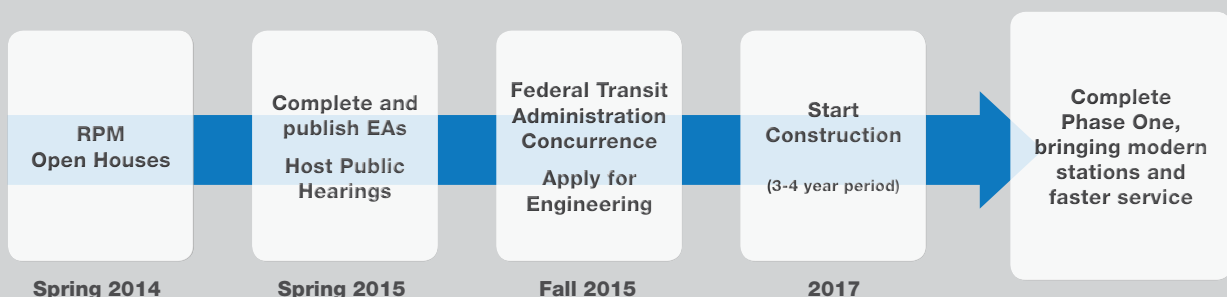 RPM
Open Houses
Spring 2014
Complete and
publish EAs
Host Public
Hearings
Spring 2015
Federal Transit
Administration
Concurrence
Apply for
Engineering
Fall 2015
Start
Construction
(3-4 year period)
2017
Complete
Phase One,
bringing modern
stations and
faster service